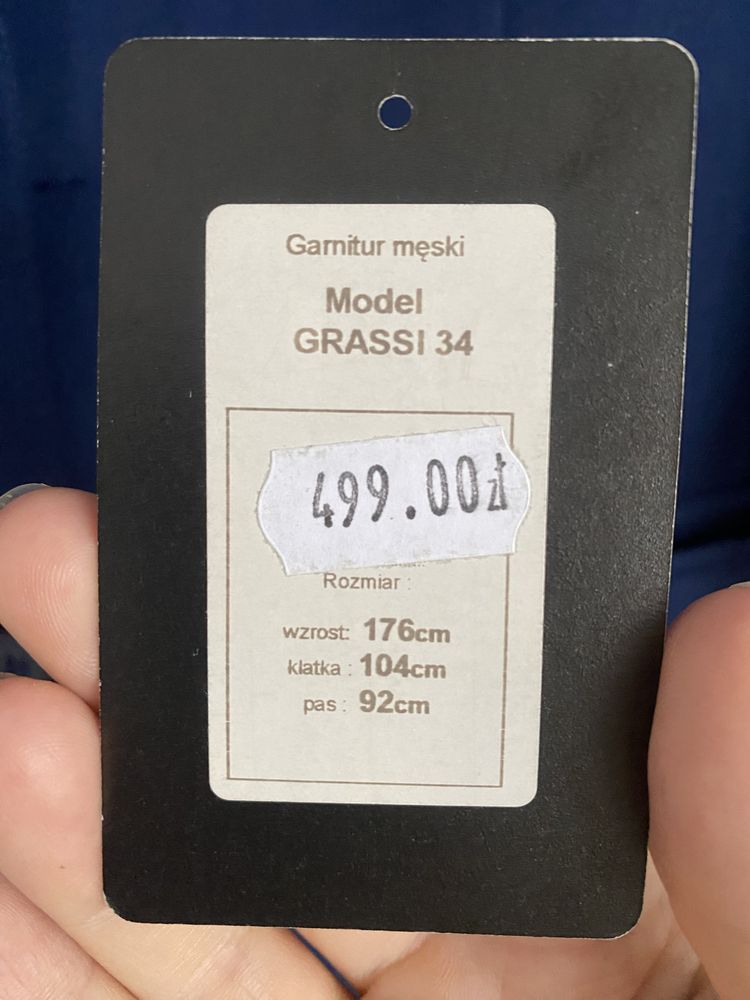 Garnitur męski
Model
GRASSI 34
499.00zł
Rozmiar :
wzrost: 176cm
klatka : 104cm
pas : 92cm